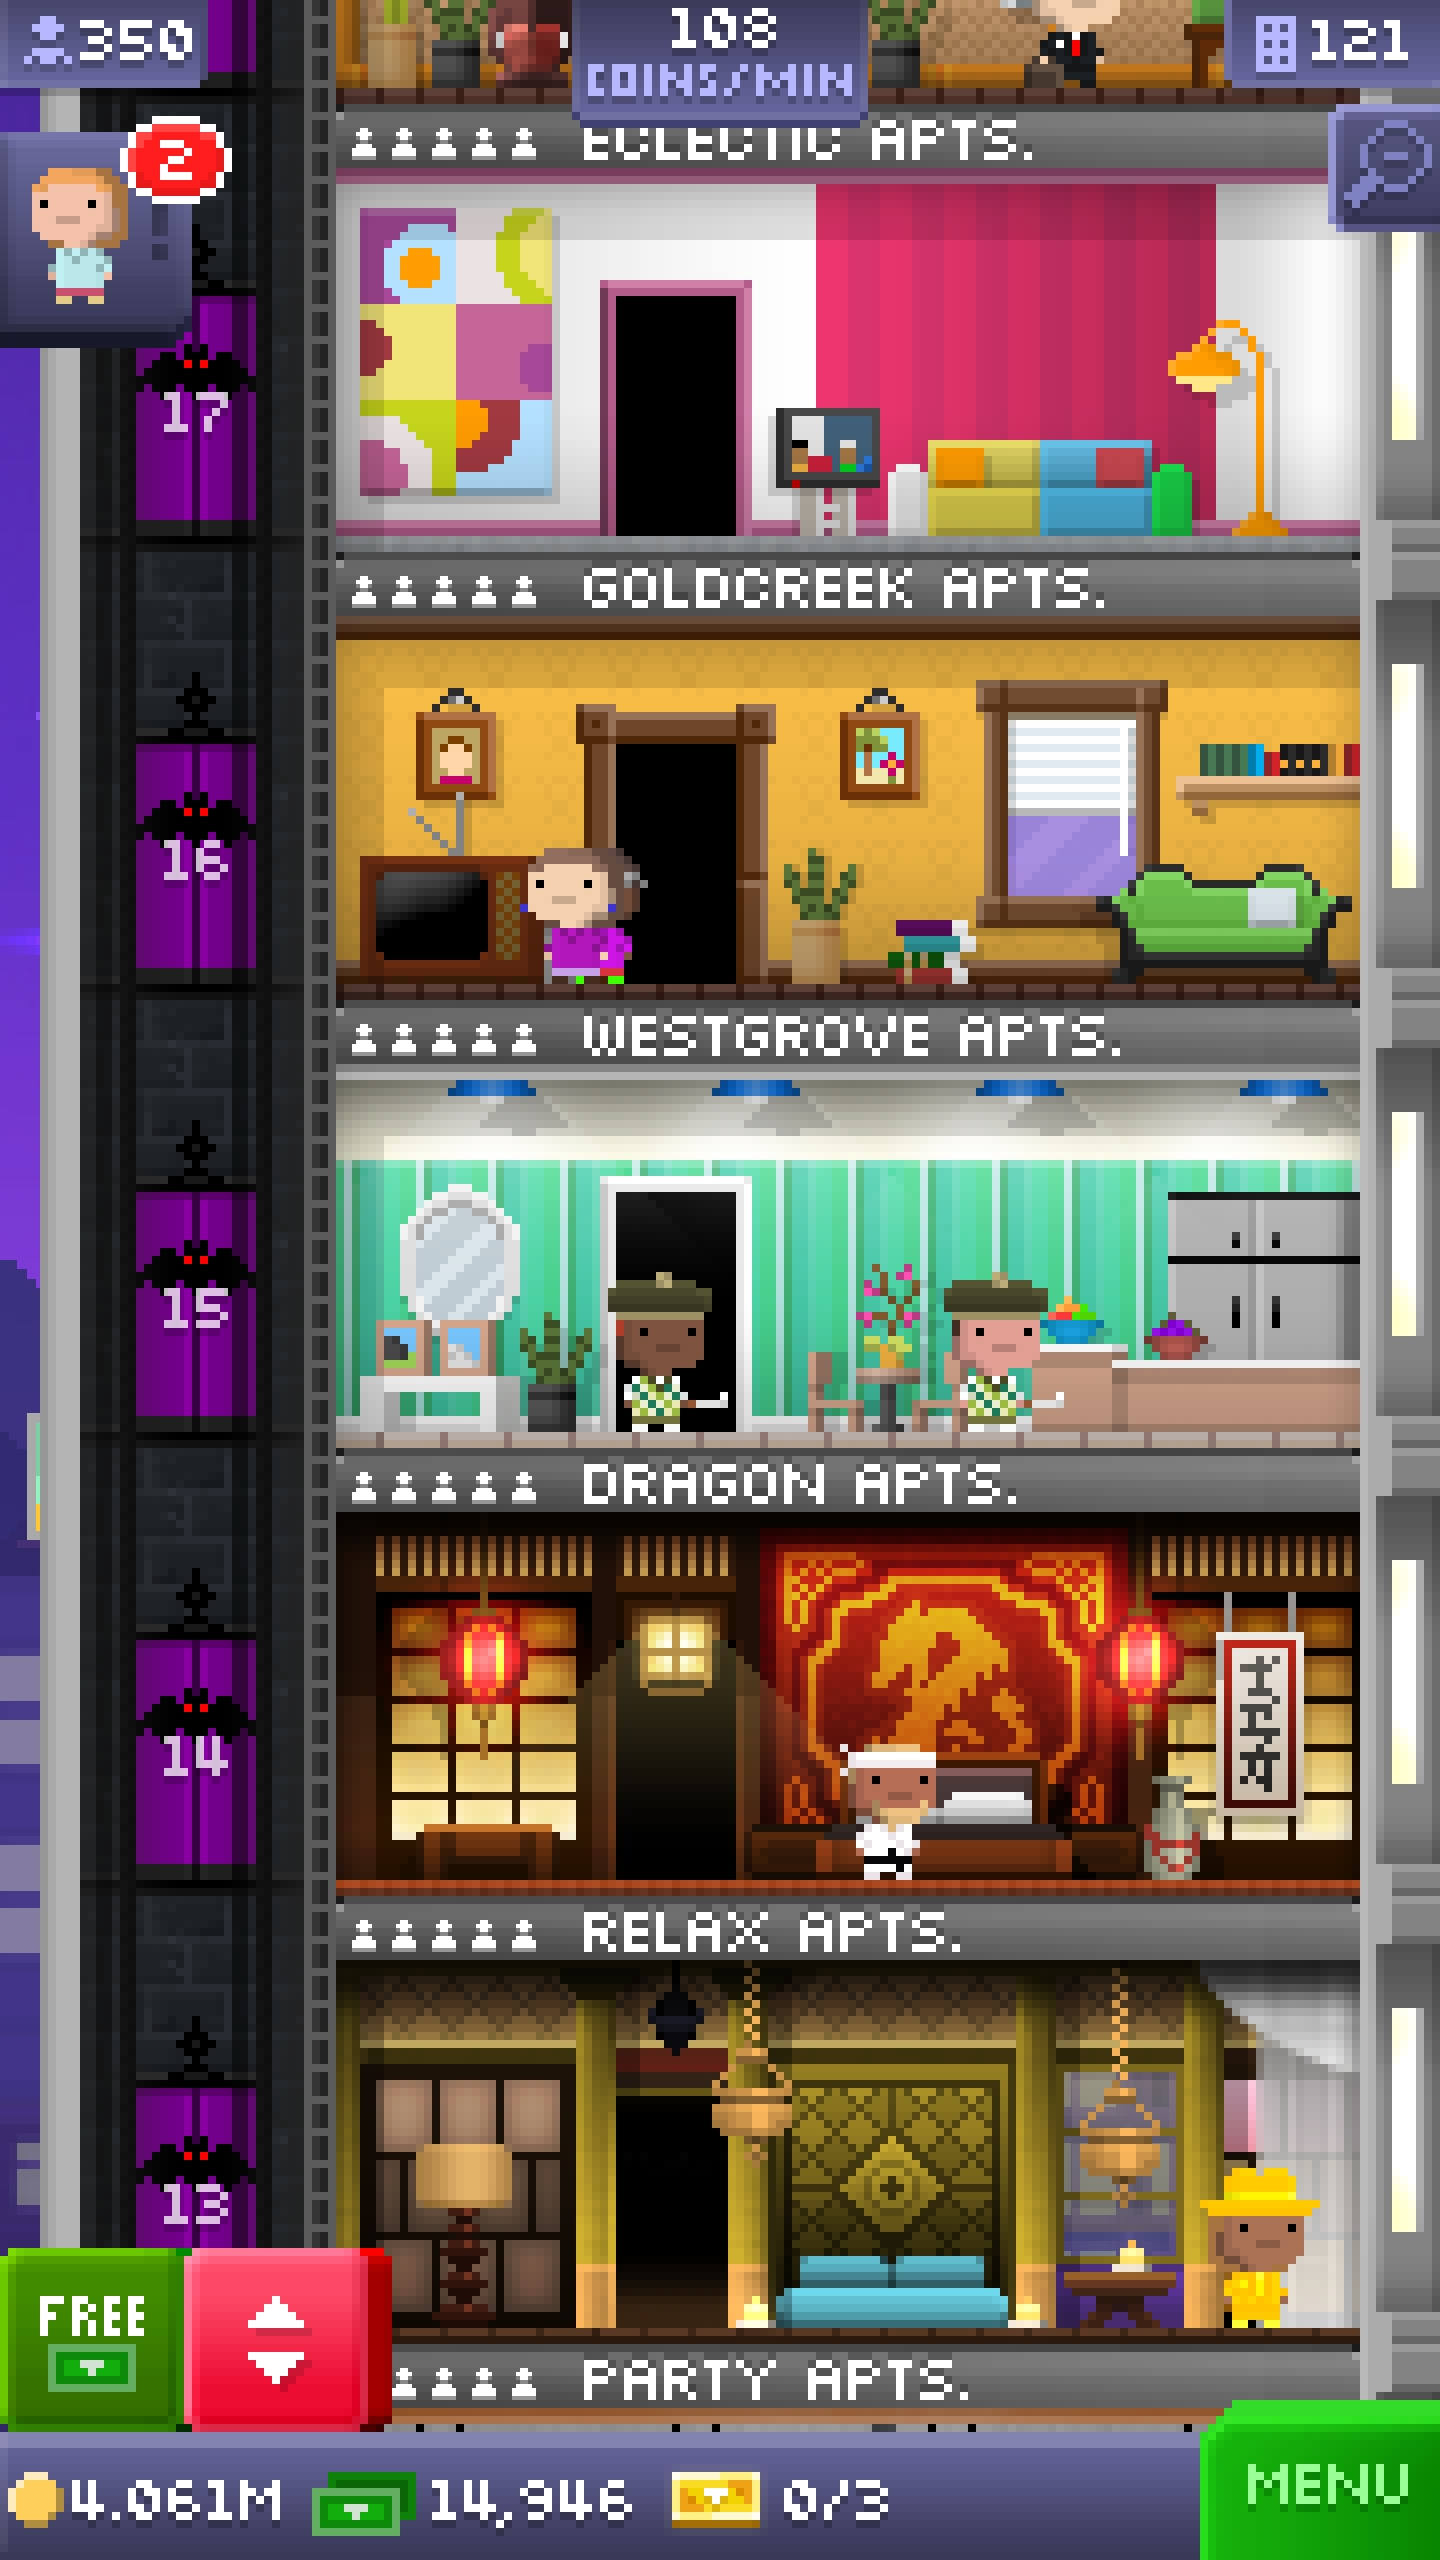 350
108
COINS/MIN
121
2
ECLECTIC APTS.
17
GOLDCREEK APTS.
16
WESTGROVE APTS.
15
DRAGON APTS.
14
RELAX APTS.
13
FREE
PARTY APTS.
4.061M
14,946
0/3
MENU